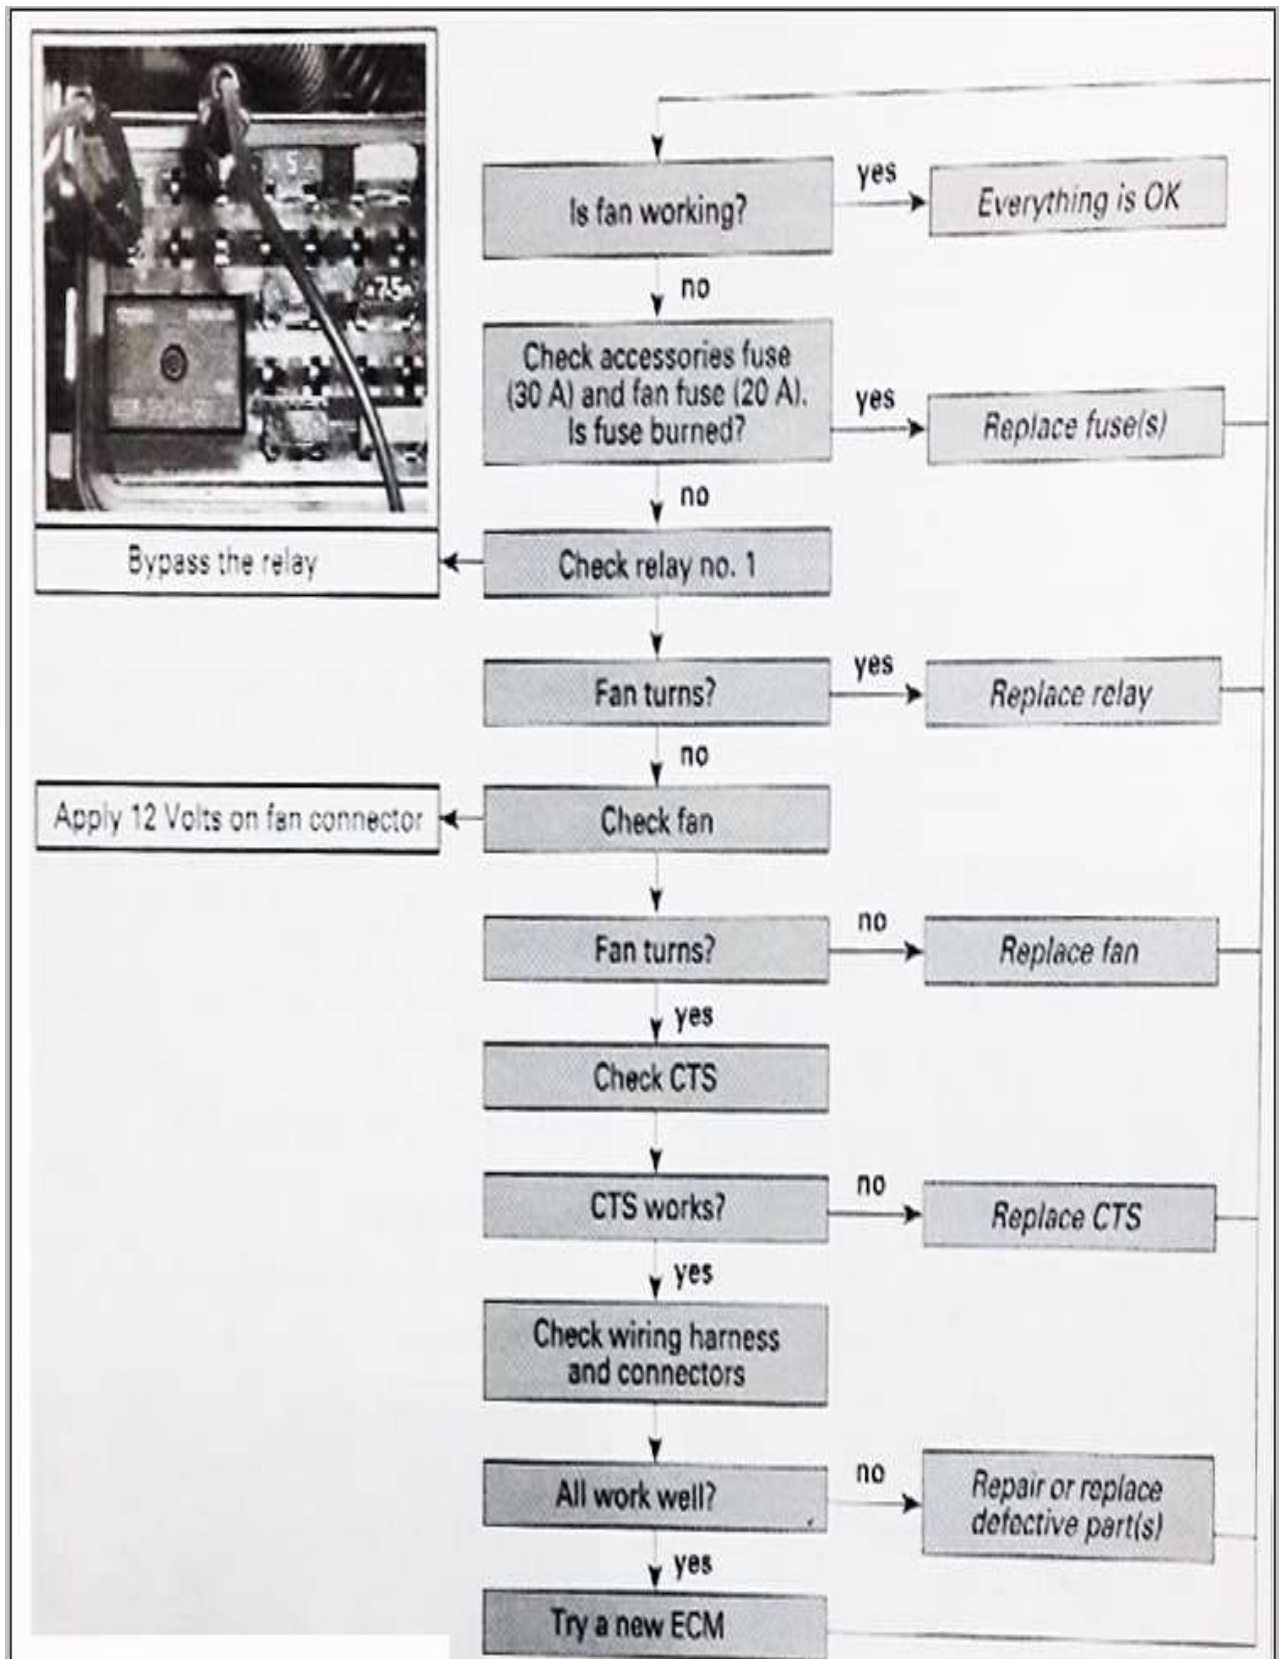 5
7.5
yes
Is fan working?
Everything is OK
no
Check accessories fuse
(30 A) and fan fuse (20 A).
Is fuse burned?
yes
Replace fuse(s)
no
Bypass the relay
Check relay no. 1
Fan turns?
yes
Replace relay
no
Apply 12 Volts on fan connector
Check fan
Fan turns?
no
Replace fan
yes
Check CTS
CTS works?
no
Replace CTS
yes
Check wiring harness
and connectors
All work well?
no
Repair or replace
defective part(s)
yes
Try a new ECM